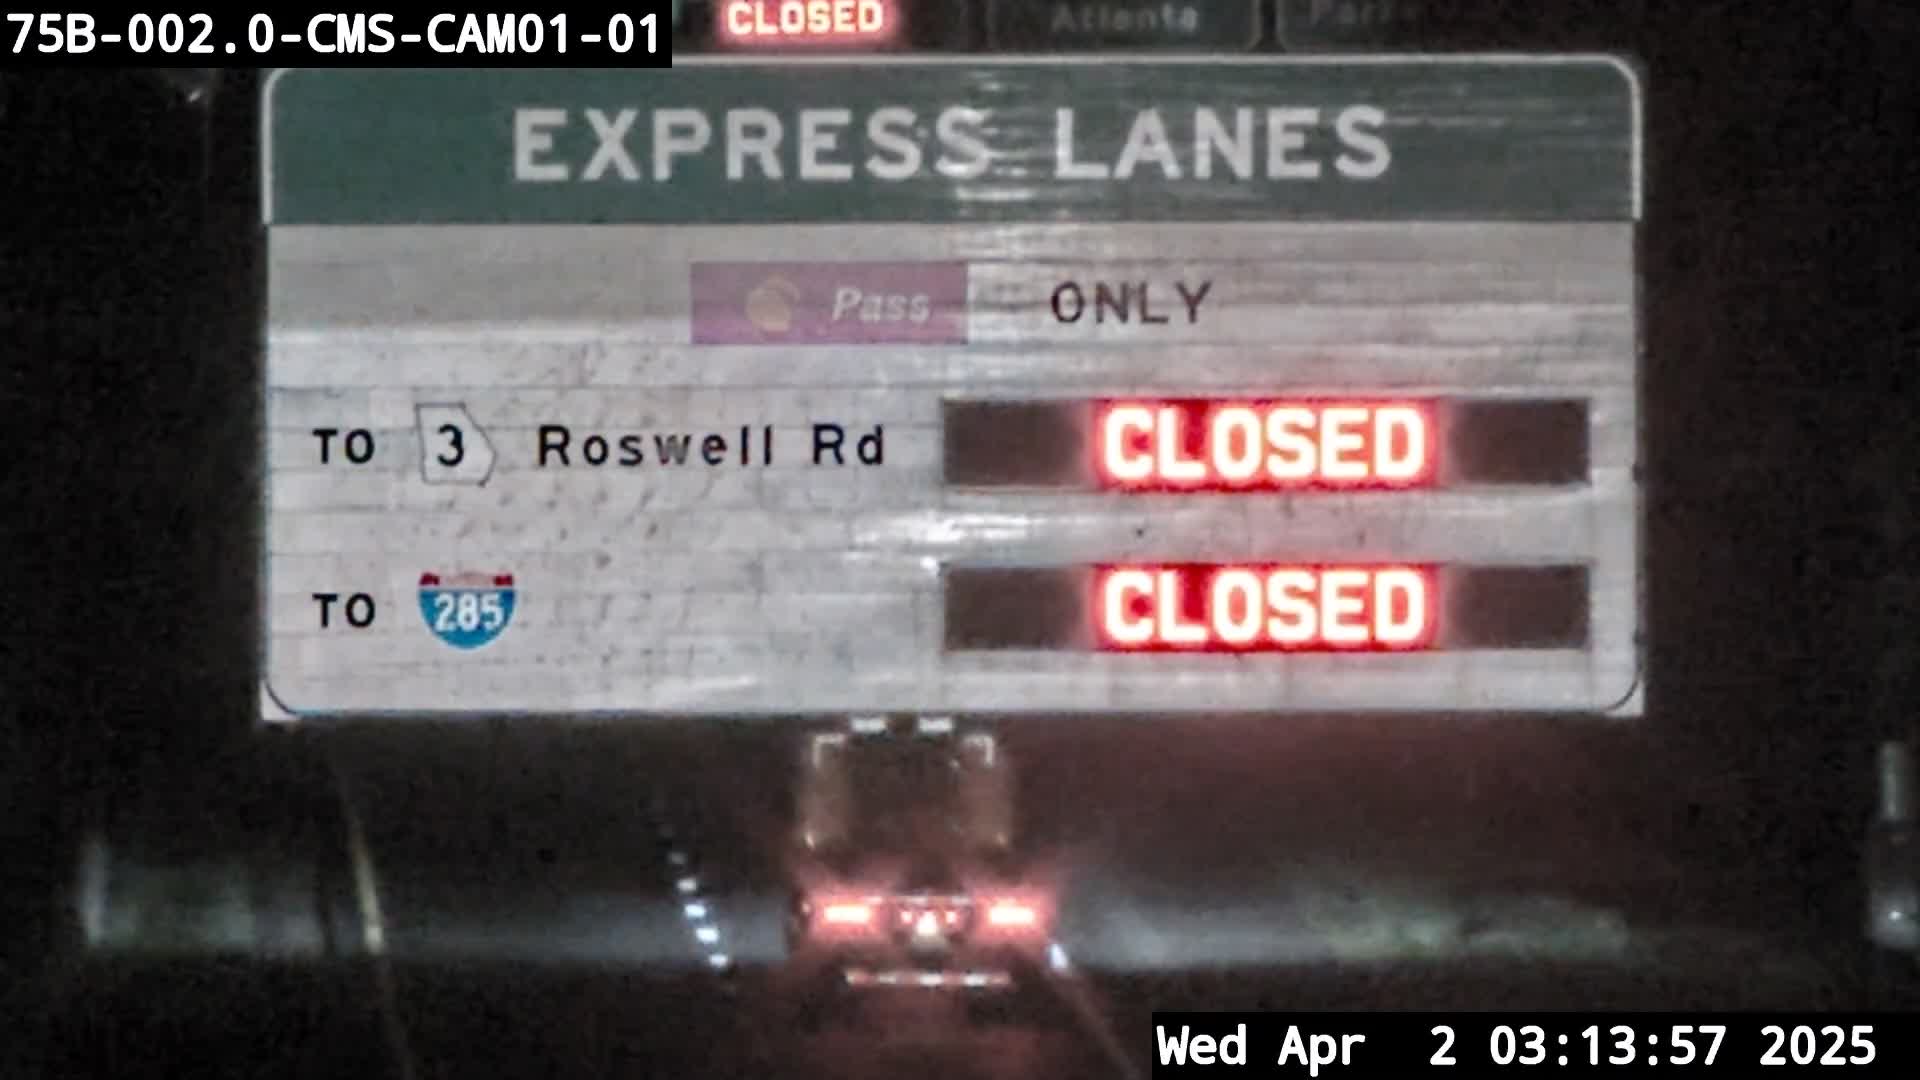 75B-002.0-CMS-CAM01-01
CLOSED
Atlanta
EXPRESS LANES
Pass ONLY
TO 3 Roswell Rd CLOSED
TO 285 CLOSED
Wed Apr 2 03:13:57 2025